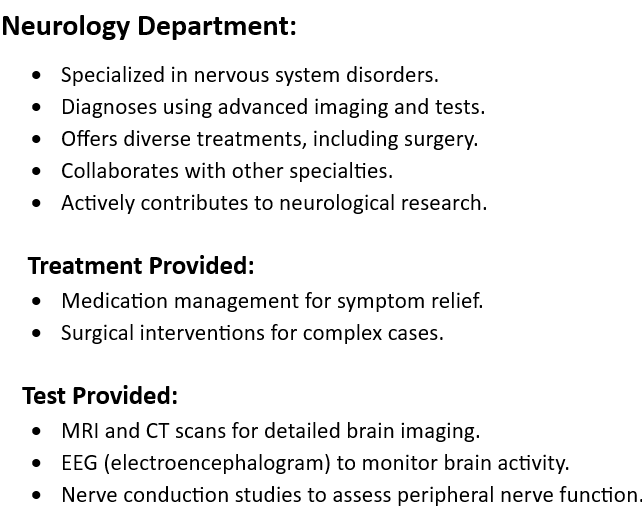 Neurology Department:
• Specialized in nervous system disorders.
• Diagnoses using advanced imaging and tests.
• Offers diverse treatments, including surgery.
• Collaborates with other specialties.
• Actively contributes to neurological research.
Treatment Provided:
• Medication management for symptom relief.
• Surgical interventions for complex cases.
Test Provided:
• MRI and CT scans for detailed brain imaging.
• EEG (electroencephalogram) to monitor brain activity.
• Nerve conduction studies to assess peripheral nerve function.